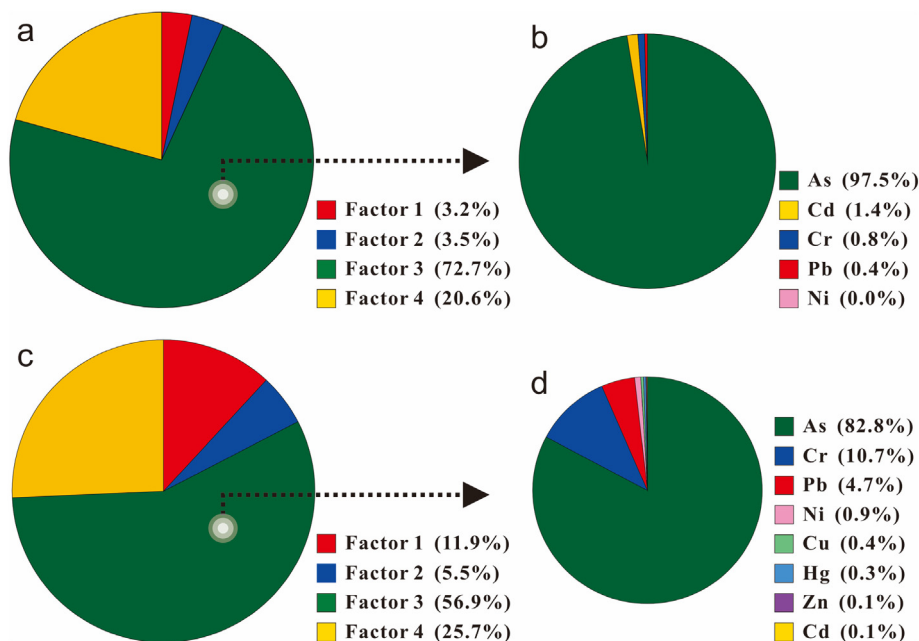 a
Factor 1 (3.2%)
Factor 2 (3.5%)
Factor 3 (72.7%)
Factor 4 (20.6%)
b
As (97.5%)
Cd (1.4%)
Cr (0.8%)
Pb (0.4%)
Ni (0.0%)
c
Factor 1 (11.9%)
Factor 2 (5.5%)
Factor 3 (56.9%)
Factor 4 (25.7%)
d
As (82.8%)
Cr (10.7%)
Pb (4.7%)
Ni (0.9%)
Cu (0.4%)
Hg (0.3%)
Zn (0.1%)
Cd (0.1%)